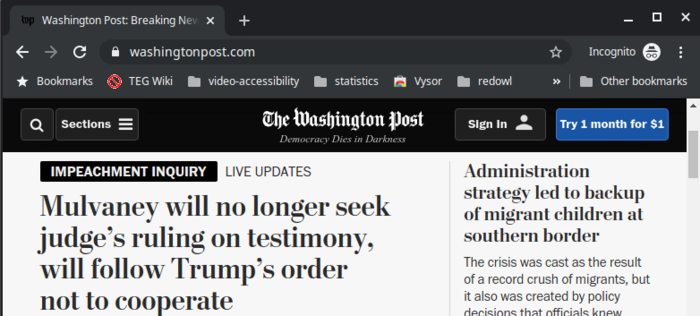 Washington Post: Breaking New
washingtonpost.com
Incognito
Bookmarks
TEG Wiki
video-accessibility
statistics
Vysor
redowl
»
Other bookmarks
Sections
The Washington Post
Democracy Dies in Darkness
Sign In
Try 1 month for $1
IMPEACHMENT INQUIRY LIVE UPDATES
Mulvaney will no longer seek
judge’s ruling on testimony,
will follow Trump’s order
not to cooperate
Administration
strategy led to backup
of migrant children at
southern border
The crisis was cast as the result
of a record crush of migrants, but
it also was created by policy
decisions that officials knew